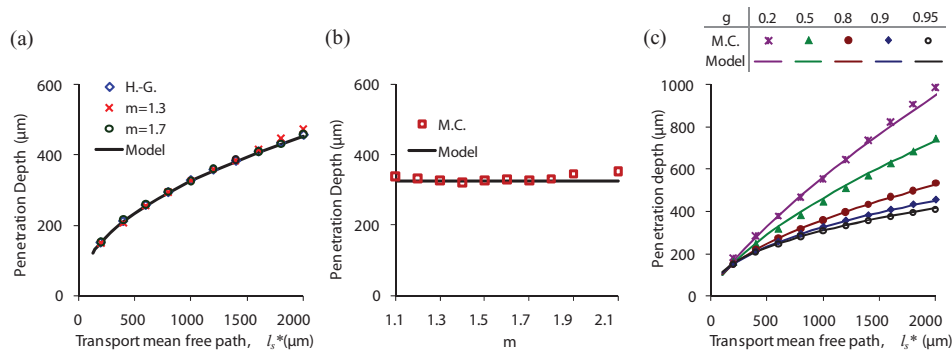 g 0.2 0.5 0.8 0.9 0.95
M.C.
Model
(a)
H.-G.
m=1.3
m=1.7
Model
Penetration Depth (µm)
600
400
200
0
0 500 1000 1500 2000
Transport mean free path, ls*(µm)
(b)
M.C.
Model
Penetration Depth (µm)
600
400
200
0
1.1 1.3 1.5 1.7 1.9 2.1
m
(c)
Penetration depth (µm)
1000
800
600
400
200
0
0 500 1000 1500 2000
Transport mean free path, ls*(µm)